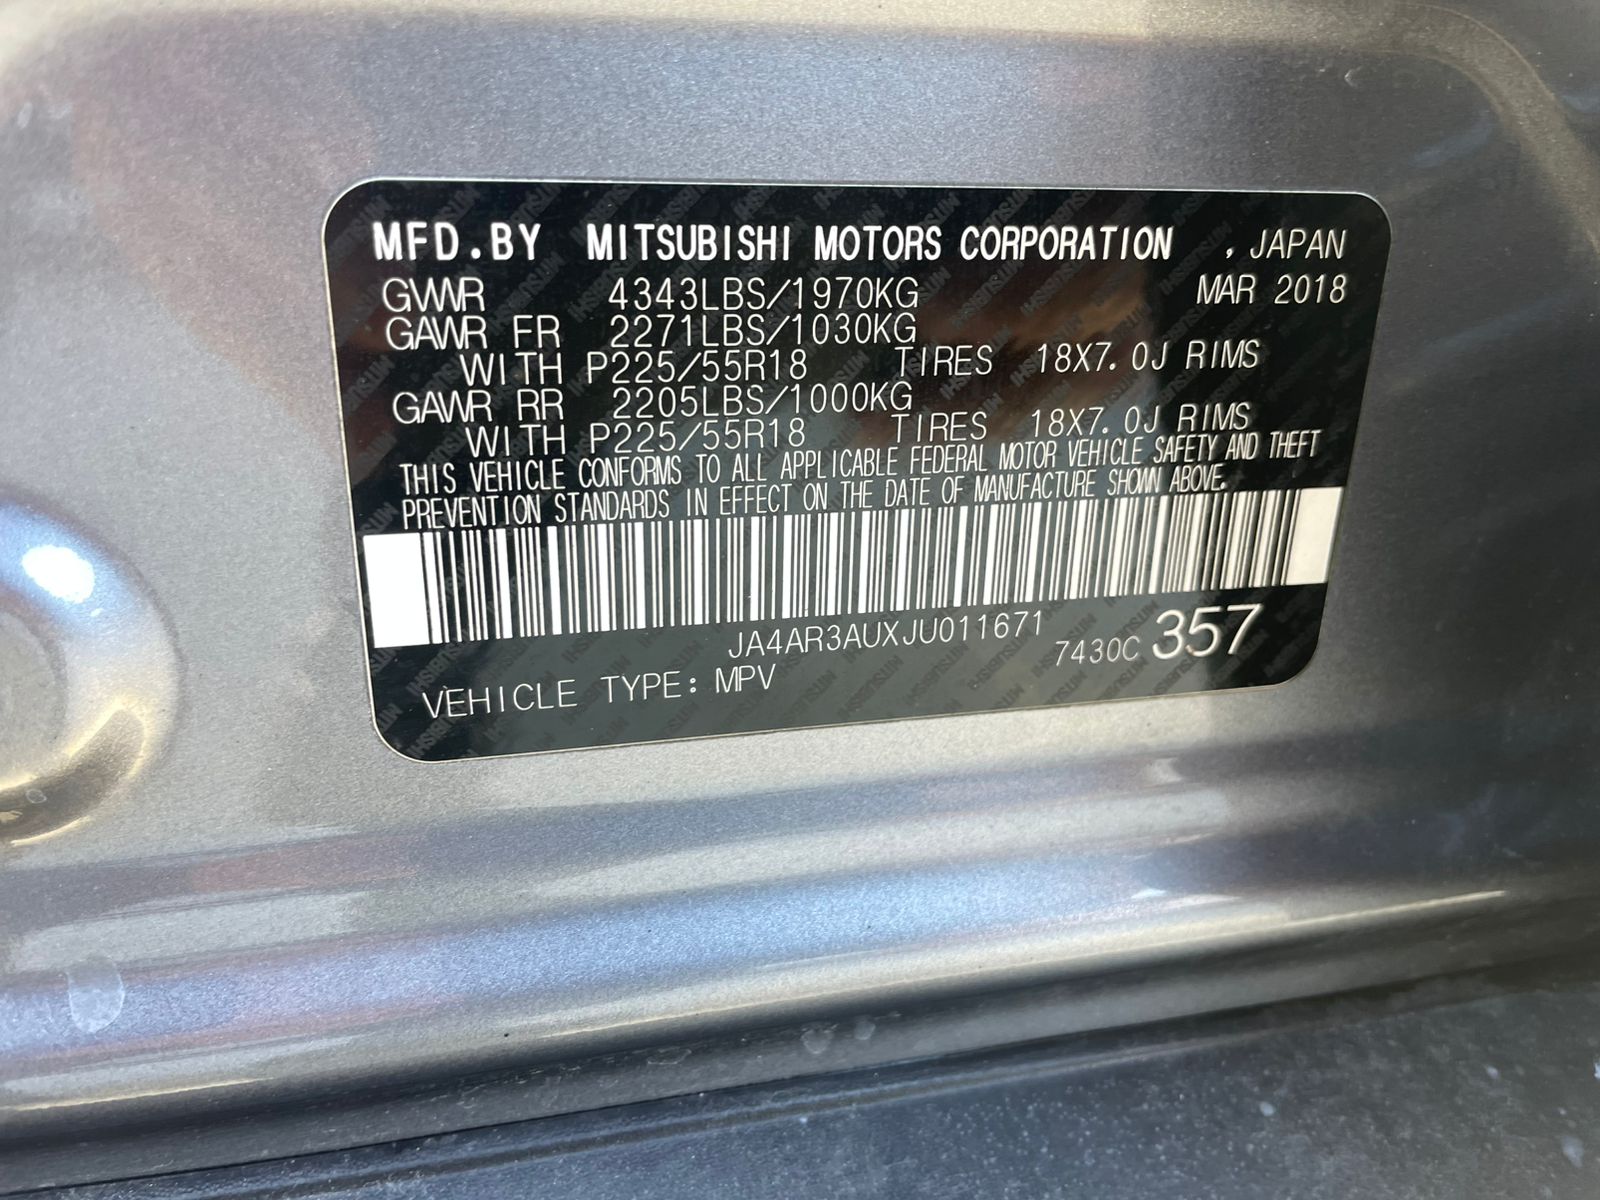 MFD.BY MITSUBISHI MOTORS CORPORATION , JAPAN
GVWR 4343LBS/1970KG MAR 2018
GAWR FR 2271LBS/1030KG
WITH P225/55R18 TIRES 18X7.0J RIMS
GAWR RR 2205LBS/1000KG
WITH P225/55R18 TIRES 18X7.0J RIMS
THIS VEHICLE CONFORMS TO ALL APPLICABLE FEDERAL MOTOR VEHICLE SAFETY AND THEFT
PREVENTION STANDARDS IN EFFECT ON THE DATE OF MANUFACTURE SHOWN ABOVE.
JA4AR3AUXJU011671
7430C 357
VEHICLE TYPE: MPV